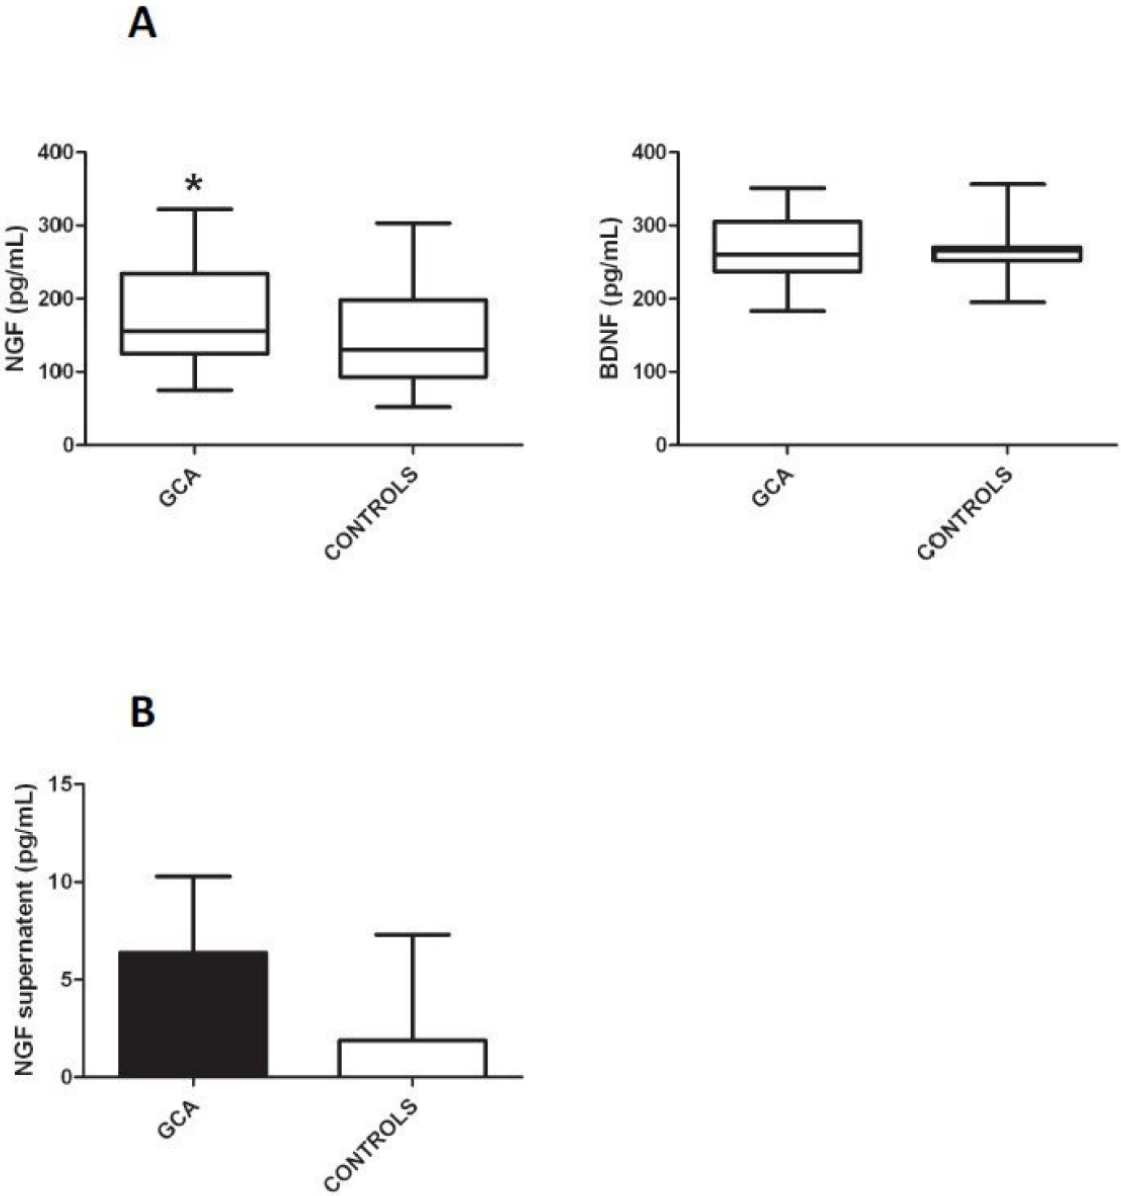 A
NGF (pg/mL)
400
300
200
100
0
*
GCA
CONTROLS
BDNF (pg/mL)
400
300
200
100
0
GCA
CONTROLS
B
NGF supernatent (pg/mL)
15
10
5
0
GCA
CONTROLS